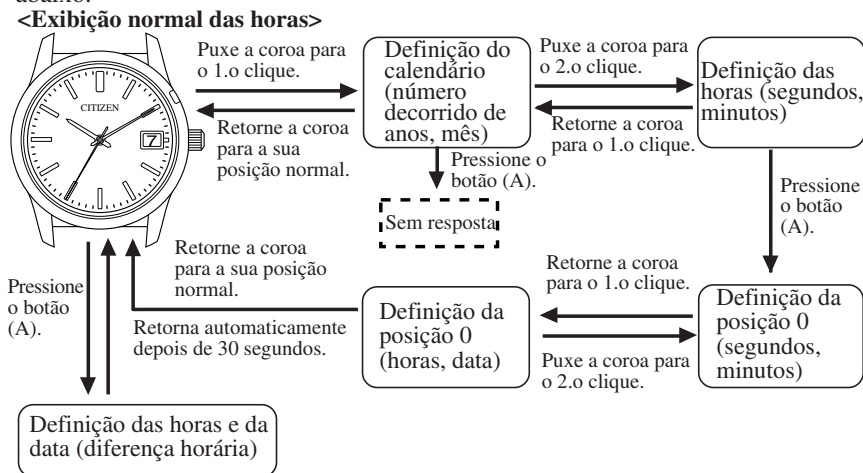 abaixo.
<Exibição normal das horas>
CITIZEN
7
Puxe a coroa para
o 1.o clique.
Retorne a coroa
para a sua
posição normal.
Definição do
calendário
(número
decorrido de
anos, mês)
Puxe a coroa para
o 2.o clique.
Retorne a coroa
para o 1.o clique.
Definição das
horas (segundos,
minutos)
Pressione o
botão (A).
Sem resposta
Pressione
o botão
(A).
Pressione
o botão
(A).
Retorne a coroa
para a sua posição
normal.
Retorna automaticamente
depois de 30 segundos.
Definição da
posição 0
(horas, data)
Retorne a coroa
para o 1.o clique.
Puxe a coroa para
o 2.o clique.
Definição da
posição 0
(segundos,
minutos)
Definição das horas e da
data (diferença horária)